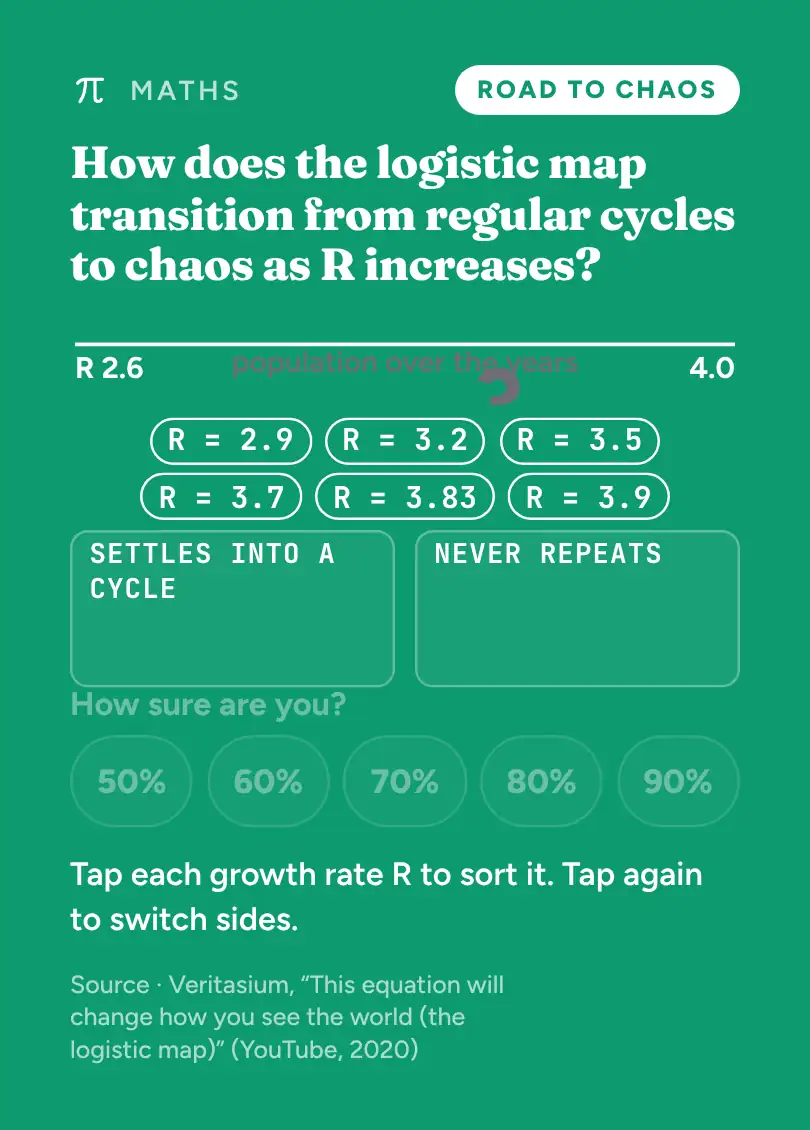 π MATHS
ROAD TO CHAOS
How does the logistic map
transition from regular cycles
to chaos as R increases?
R 2.6 population over the years 4.0
R = 2.9 R = 3.2 R = 3.5
R = 3.7 R = 3.83 R = 3.9
SETTLES INTO A
CYCLE
NEVER REPEATS
How sure are you?
50% 60% 70% 80% 90%
Tap each growth rate R to sort it. Tap again
to switch sides.
Source · Veritasium, “This equation will
change how you see the world (the
logistic map)” (YouTube, 2020)